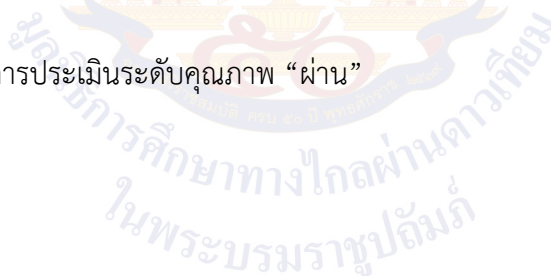 การประเมินระดับคุณภาพ “ผ่าน”
มูลนิธิการศึกษาทางไกลผ่านดาวเทียม
ในพระบรมราชูปถัมภ์